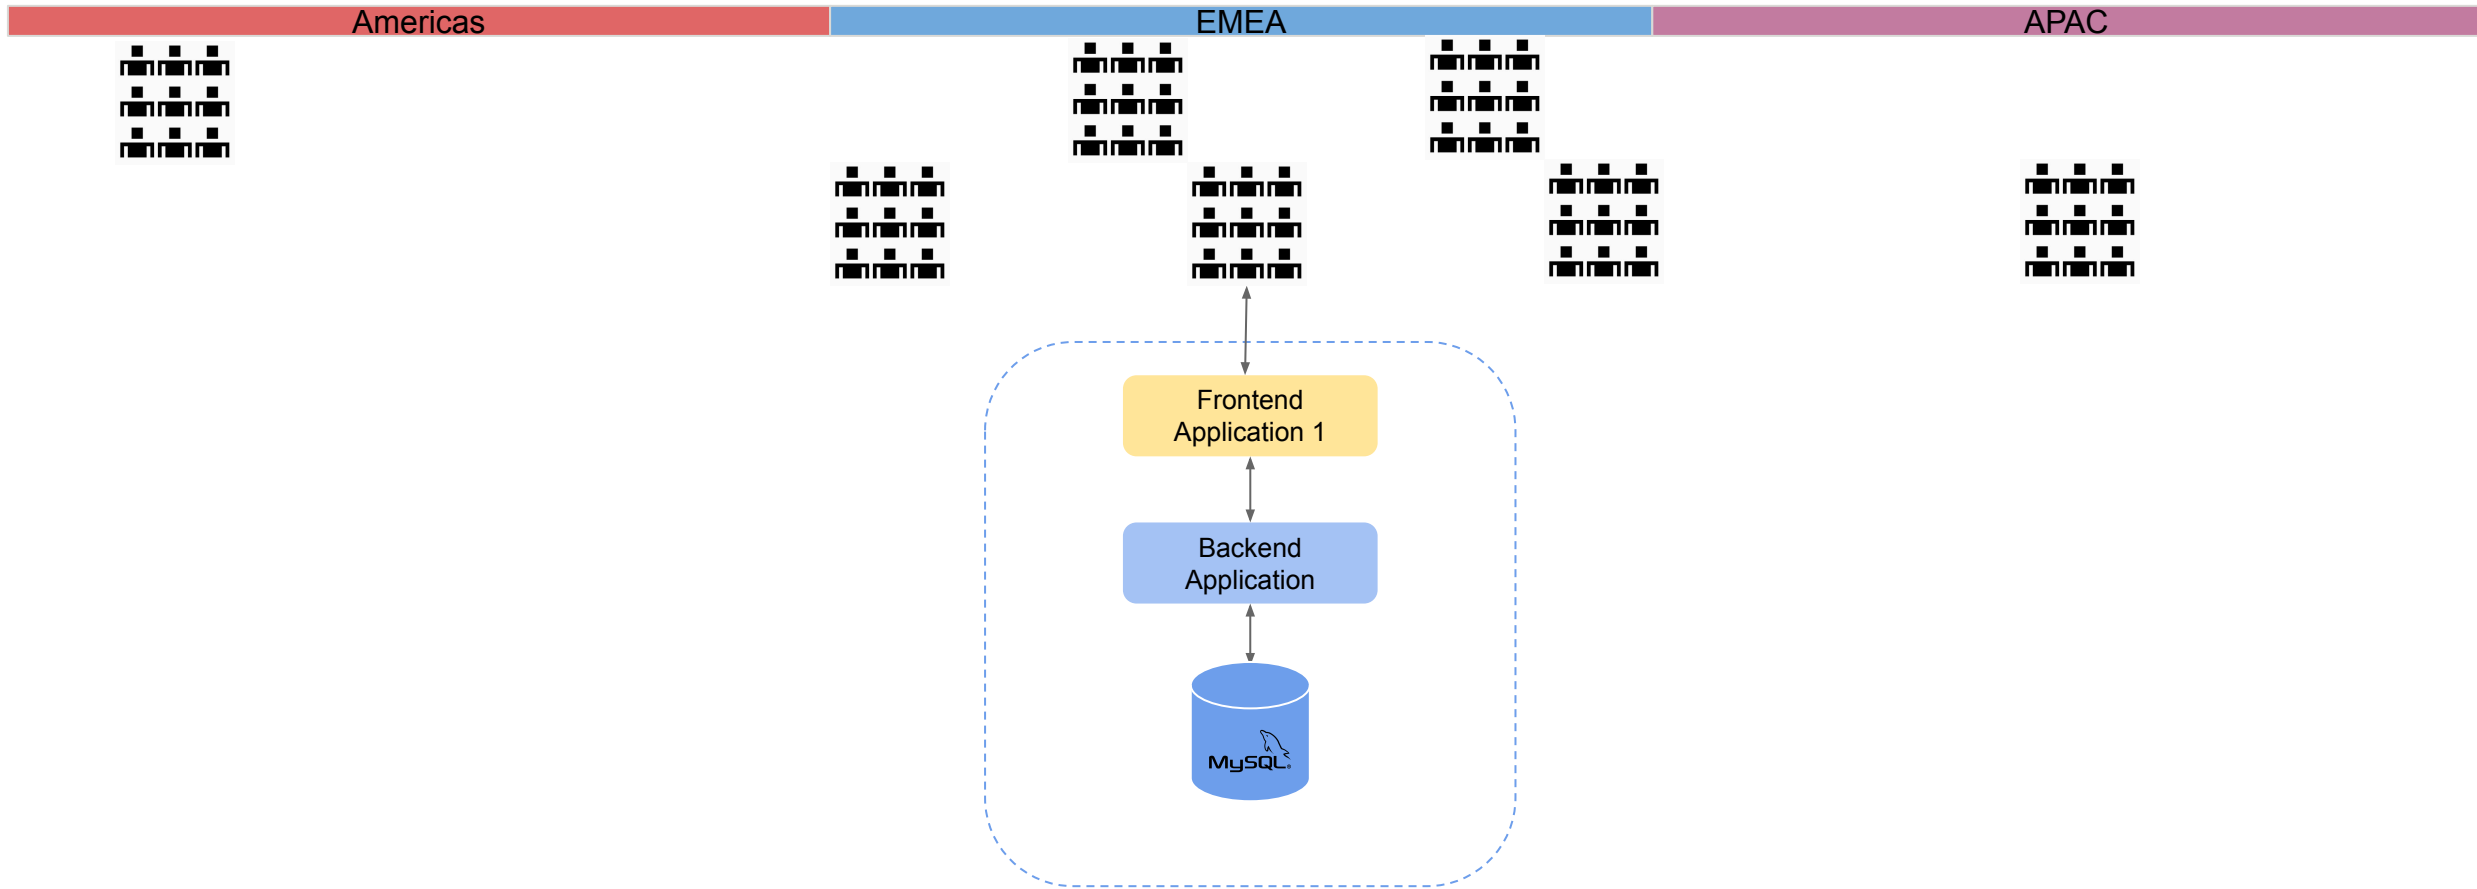 Americas
EMEA
APAC
Frontend
Application 1
Backend
Application
MySQL®